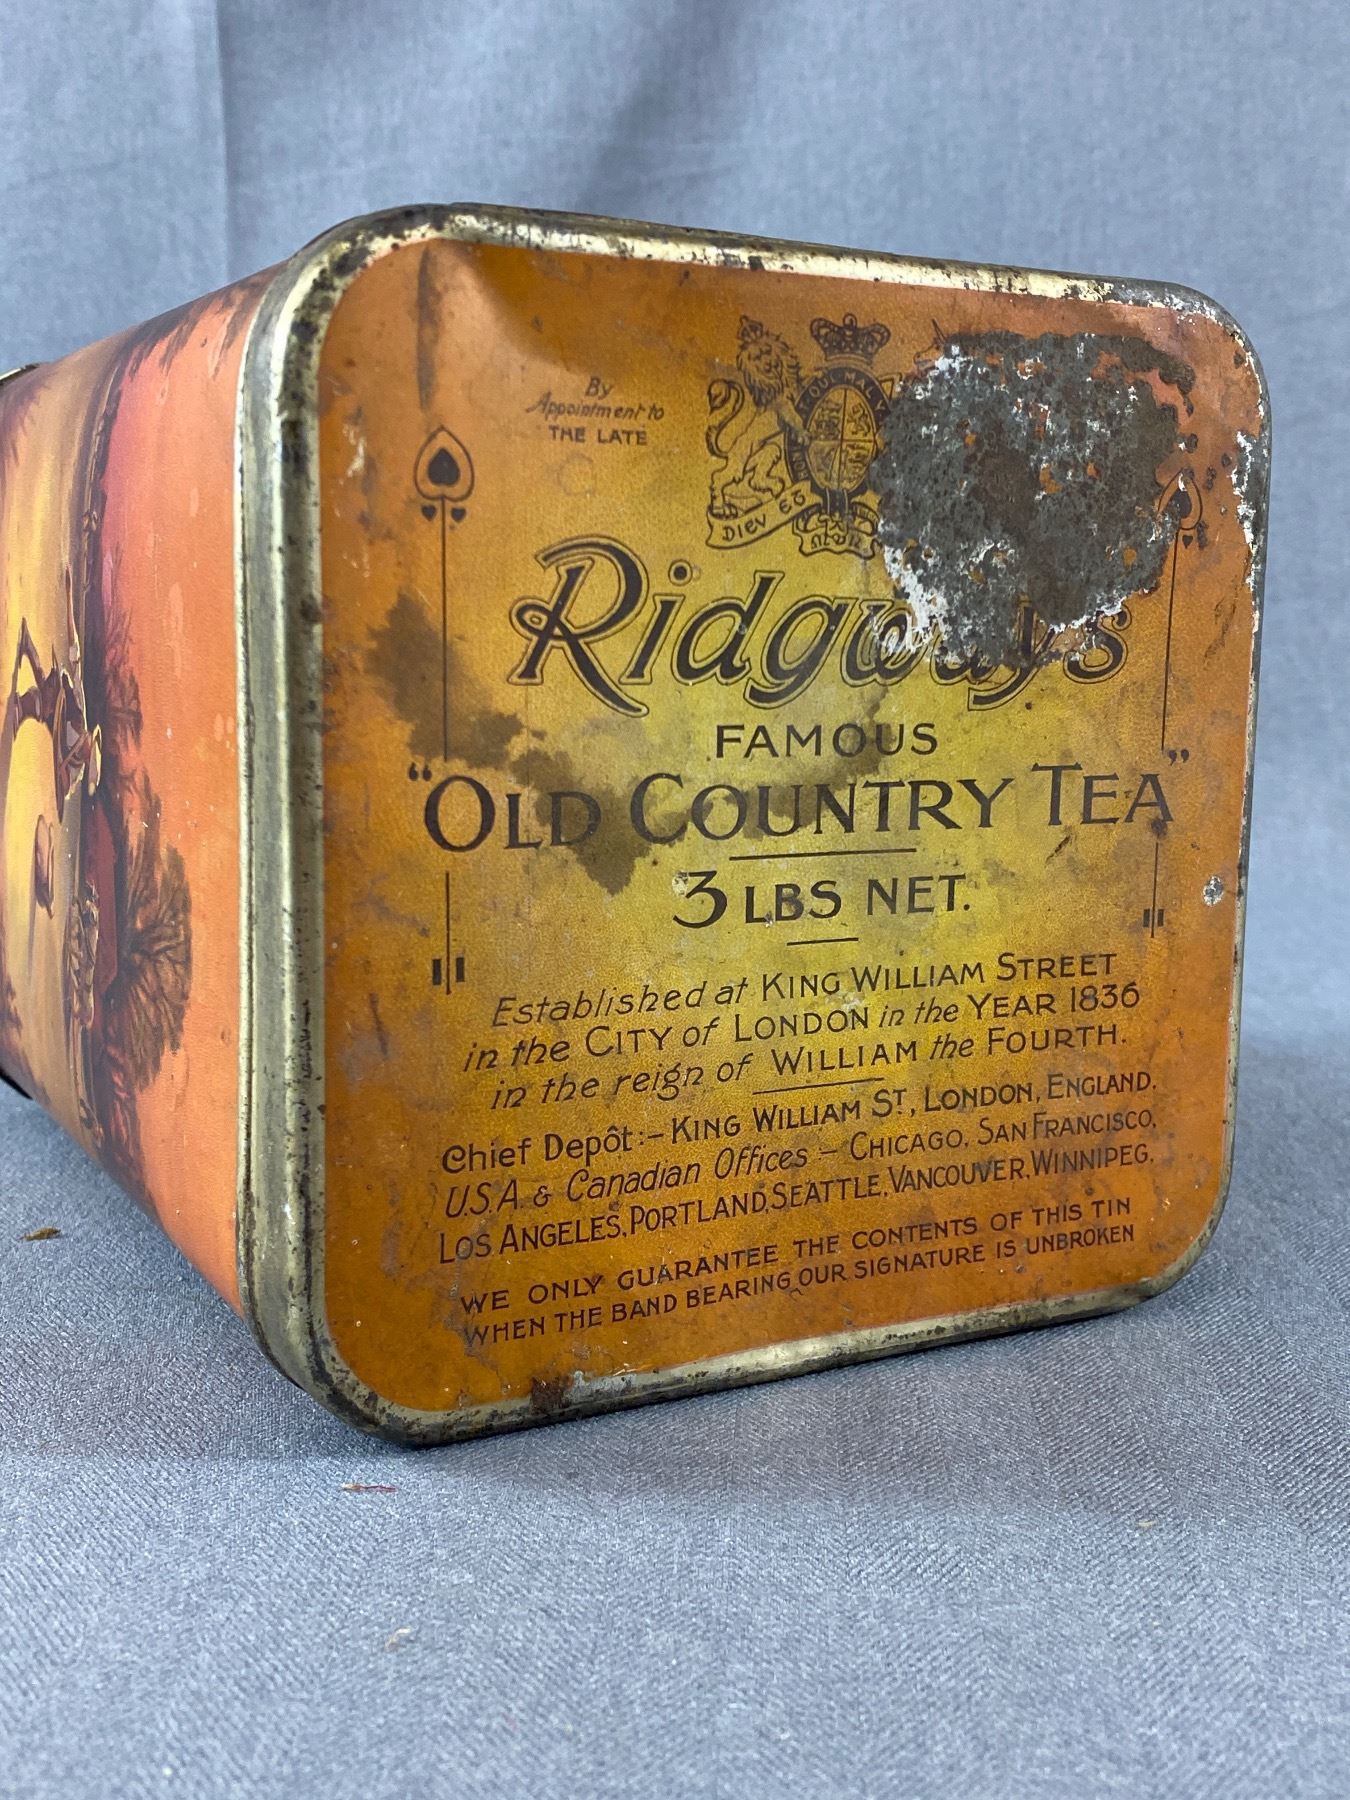 By
Appointment to
THE LATE
QUI MAL Y
DIEV ET
Ridgways
FAMOUS
"OLD COUNTRY TEA"
3 LBS NET.
Established at KING WILLIAM STREET
in the CITY of LONDON in the YEAR 1836
in the reign of WILLIAM the FOURTH.
Chief Depôt:- KING WILLIAM ST, LONDON, ENGLAND.
U.S.A. & Canadian Offices:- CHICAGO, SAN FRANCISCO,
LOS ANGELES, PORTLAND, SEATTLE, VANCOUVER, WINNIPEG.
WE ONLY GUARANTEE THE CONTENTS OF THIS TIN
WHEN THE BAND BEARING OUR SIGNATURE IS UNBROKEN